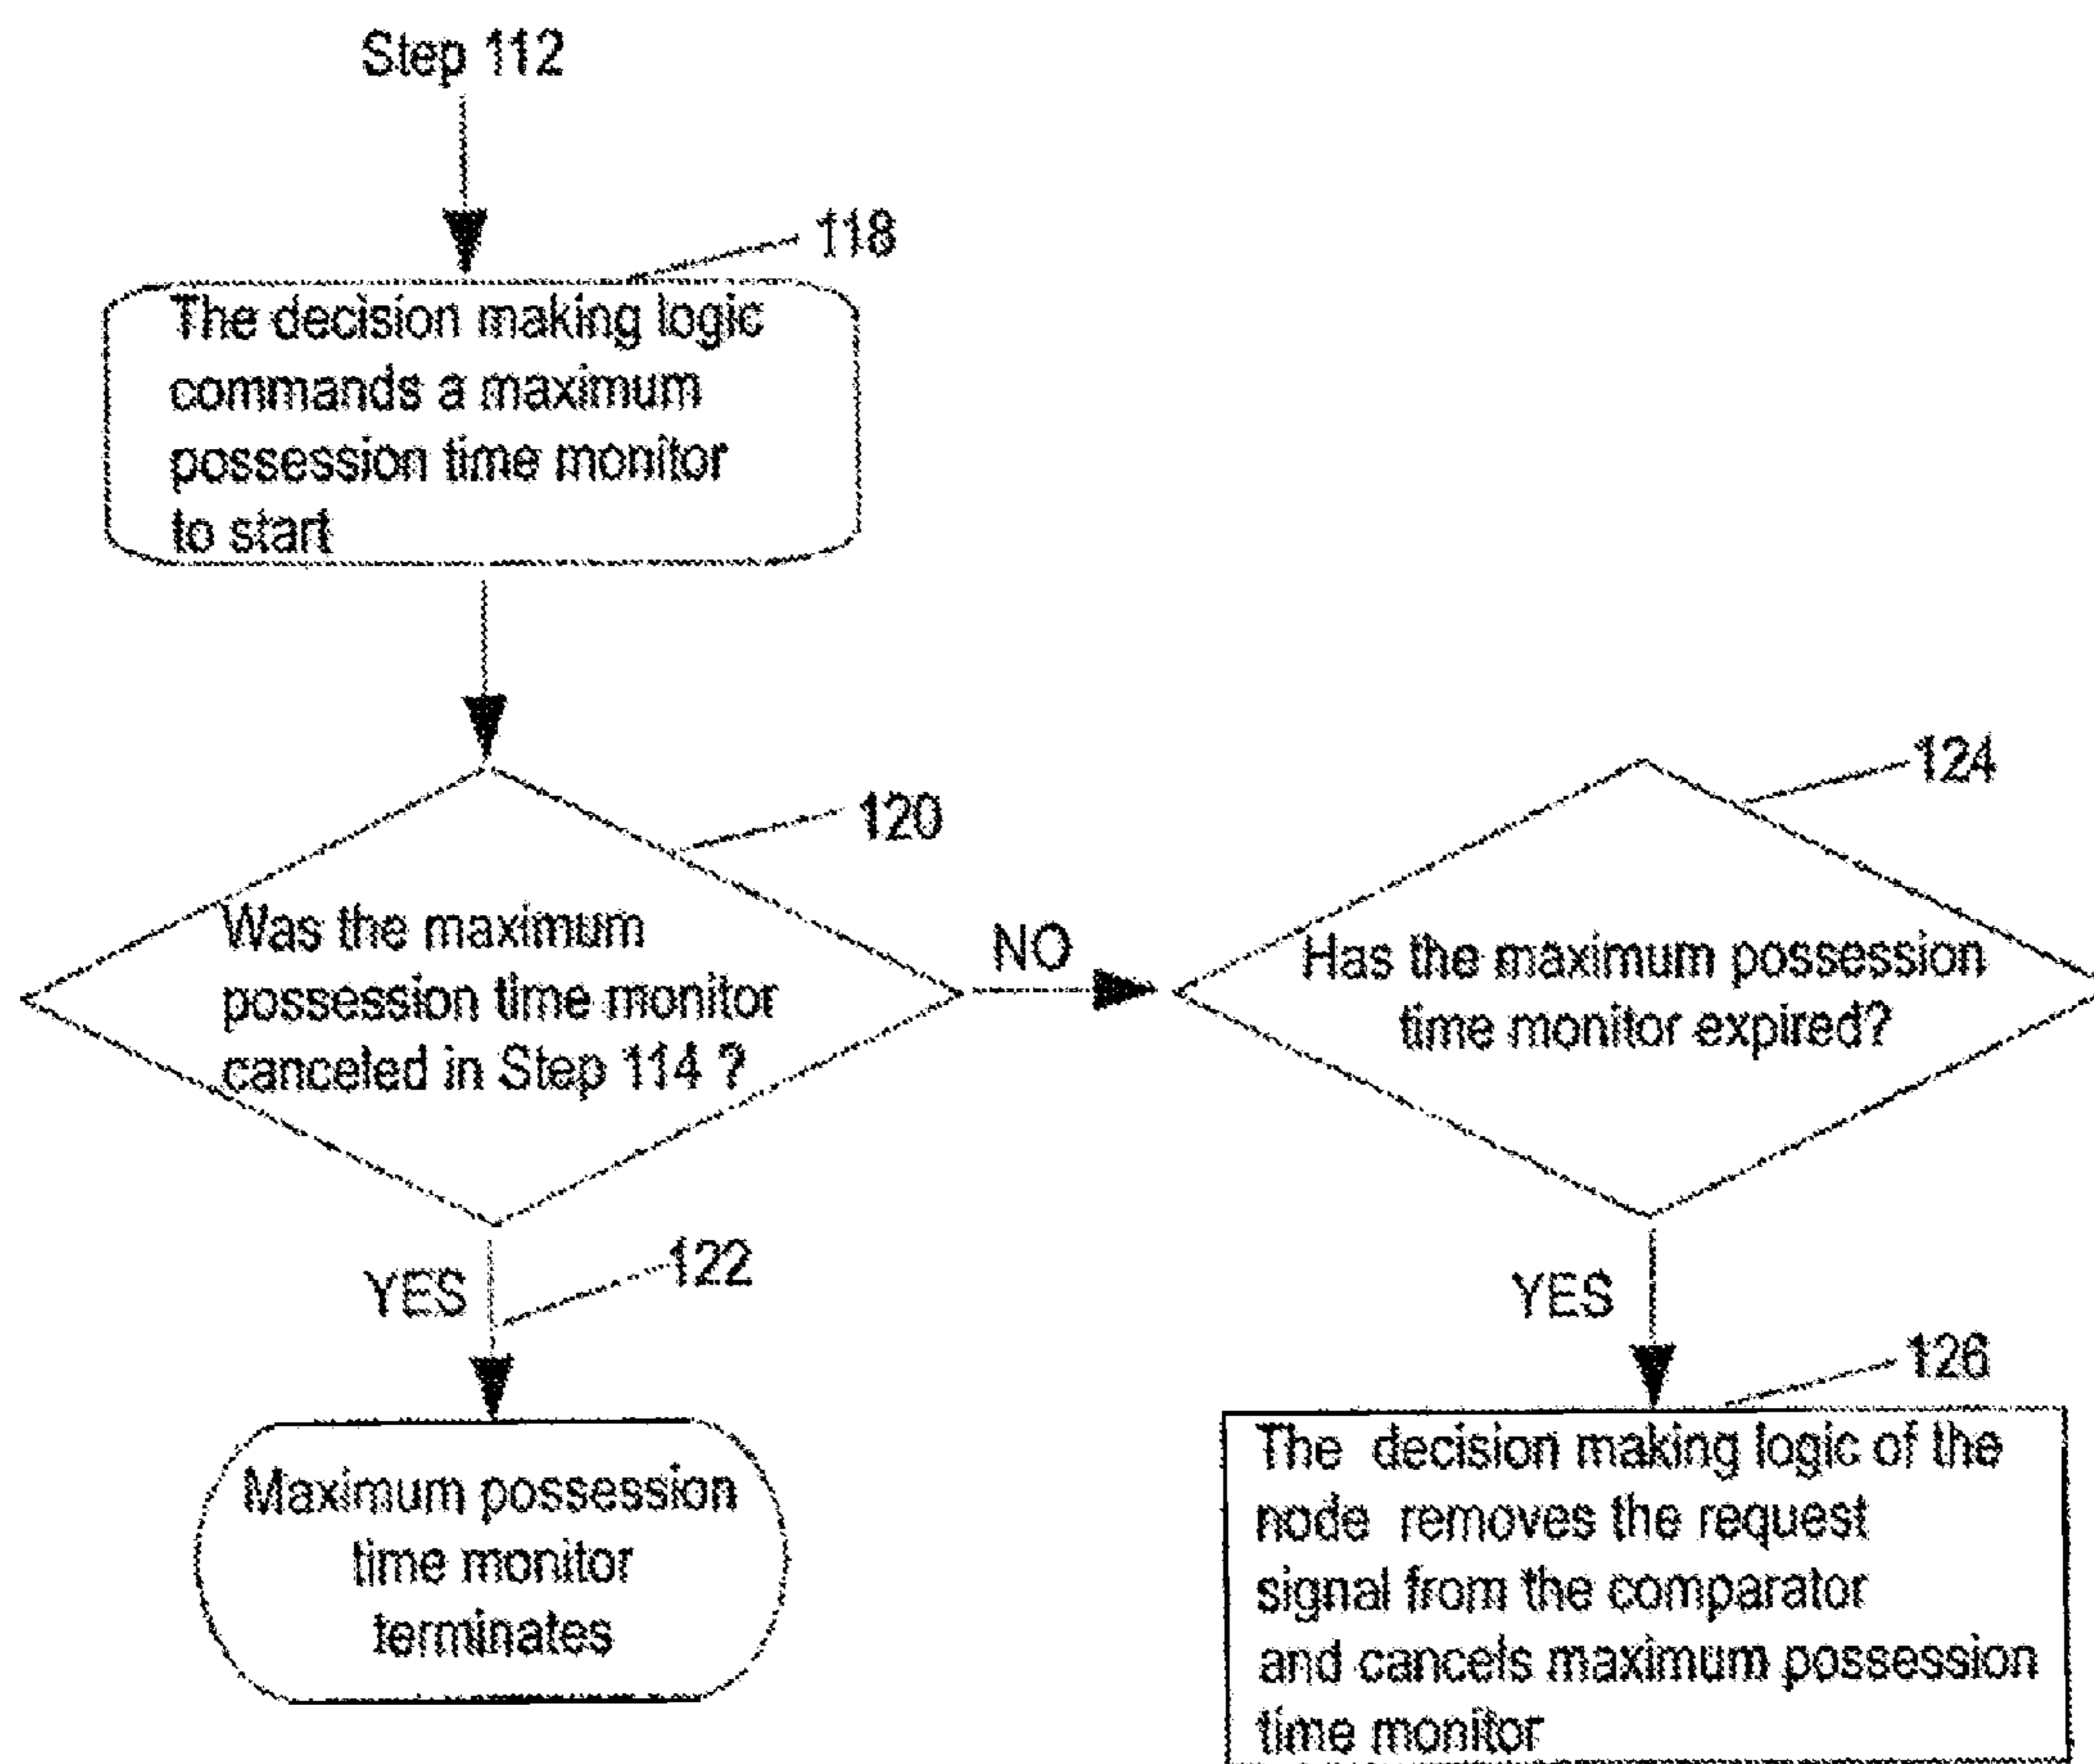 Step 112
118
The decision making logic
commands a maximum
possession time monitor
to start
120
Was the maximum
possession time monitor
canceled in Step 114 ?
NO
124
Has the maximum possession
time monitor expired?
YES
122
Maximum possession
time monitor
terminates
YES
126
The decision making logic of the
node removes the request
signal from the comparator
and cancels maximum possession
time monitor